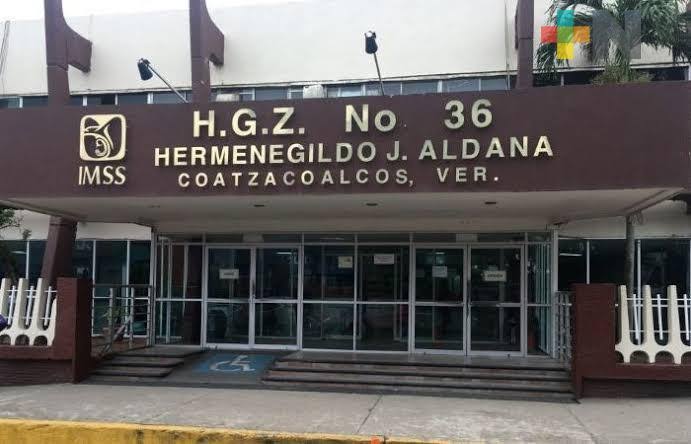 H.G.Z. No 36
IMSS
HERMENEGILDO J. ALDANA
COATZACOALCOS, VER.
N